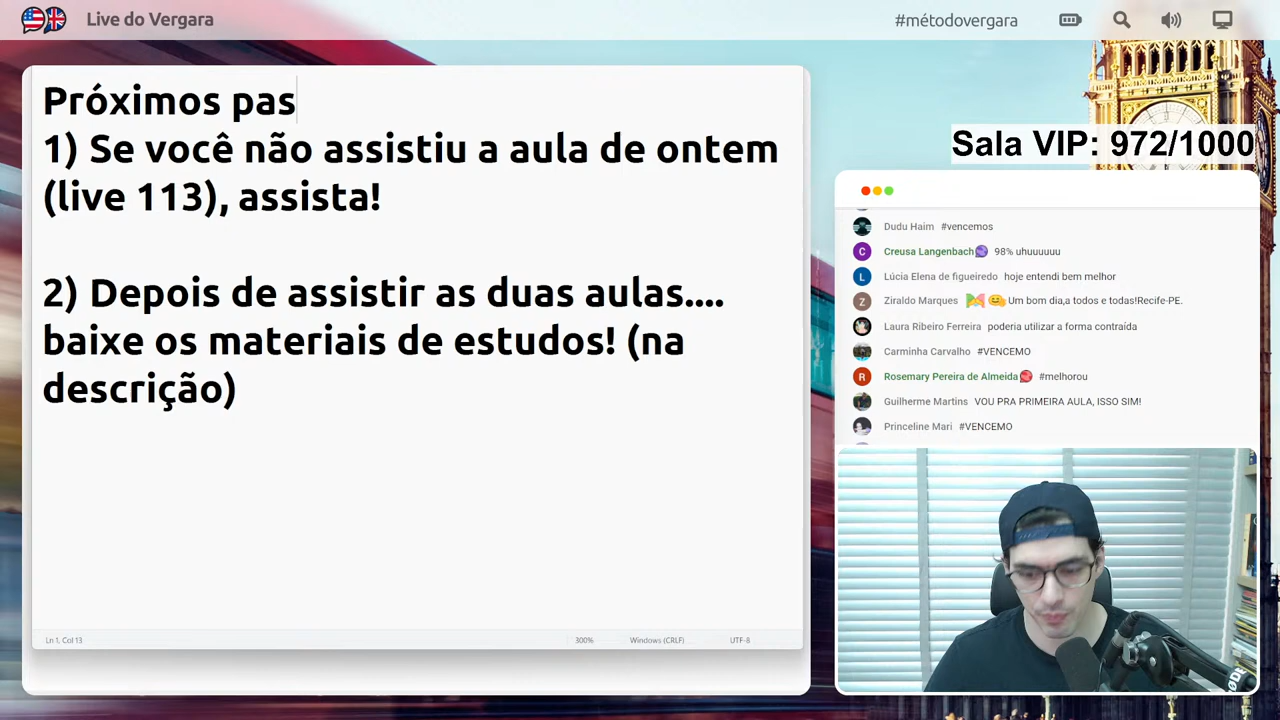 Live do Vergara
#métodovergara
Próximos pas
1) Se você não assistiu a aula de ontem
(live 113), assista!
2) Depois de assistir as duas aulas....
baixe os materiais de estudos! (na
descrição)
Ln 1, Col 13
300%
Windows (CRLF)
UTF-8
Sala VIP: 972/1000
Dudu Haim #vencemos
C Creusa Langenbach 98% uhuuuuuu
L Lúcia Elena de figueiredo hoje entendi bem melhor
Z Ziraldo Marques Um bom dia,a todos e todas!Recife-PE.
Laura Ribeiro Ferreira poderia utilizar a forma contraída
Carminha Carvalho #VENCEMO
R Rosemary Pereira de Almeida #melhorou
Guilherme Martins VOU PRA PRIMEIRA AULA, ISSO SIM!
Princeline Mari #VENCEMO